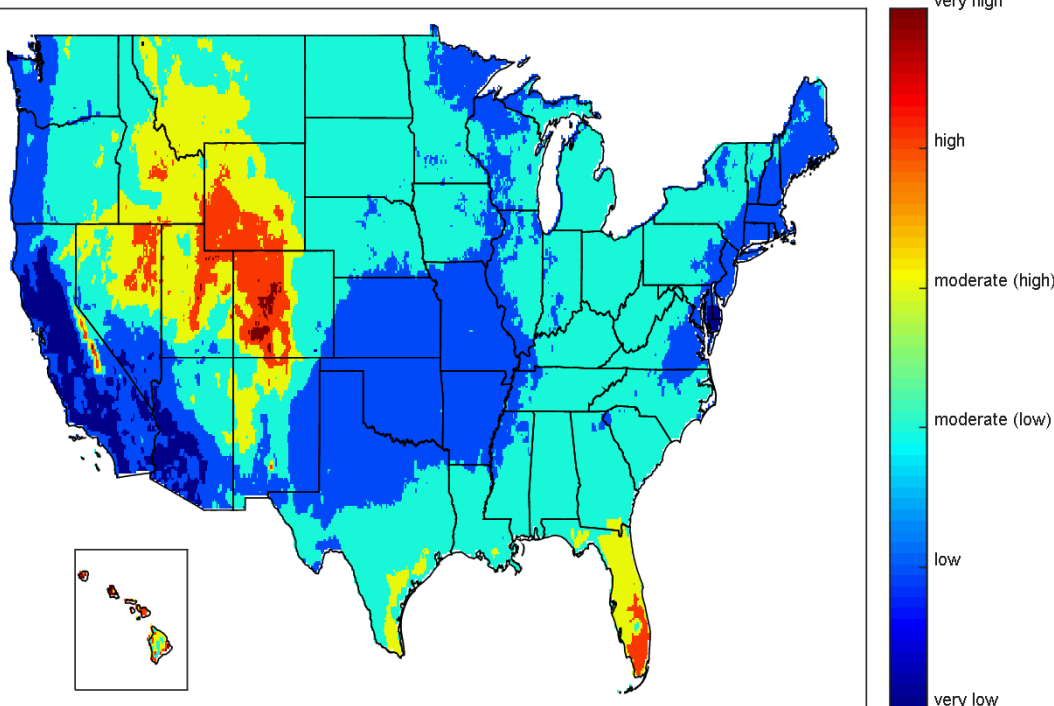 very high
high
moderate (high)
moderate (low)
low
very low